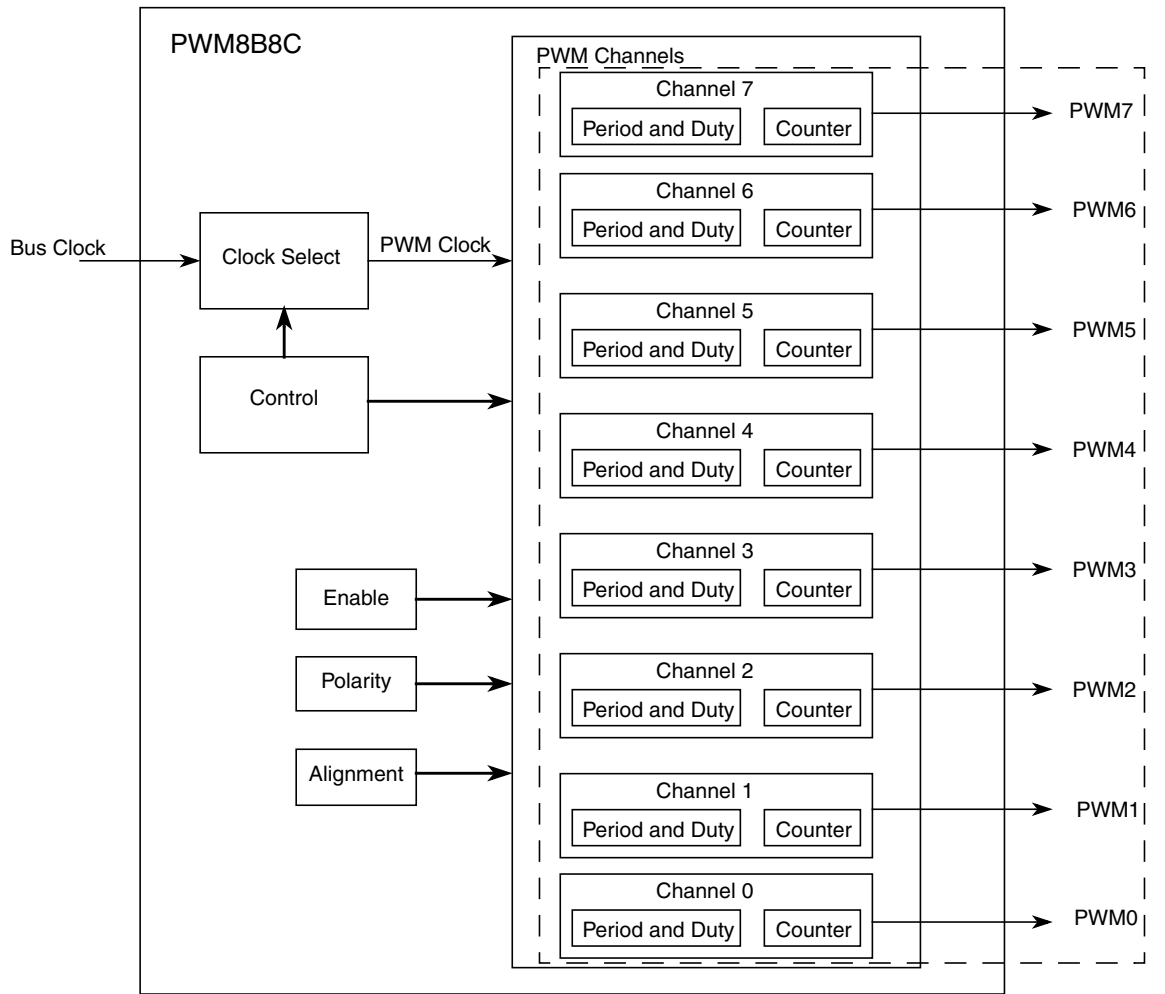 PWM8B8C
PWM Channels
Channel 7
Period and Duty Counter
PWM7
Channel 6
Period and Duty Counter
PWM6
Bus Clock
Clock Select
PWM Clock
Channel 5
Period and Duty Counter
PWM5
Control
Channel 4
Period and Duty Counter
PWM4
Channel 3
Period and Duty Counter
PWM3
Enable
Polarity
Channel 2
Period and Duty Counter
PWM2
Alignment
Channel 1
Period and Duty Counter
PWM1
Channel 0
Period and Duty Counter
PWM0